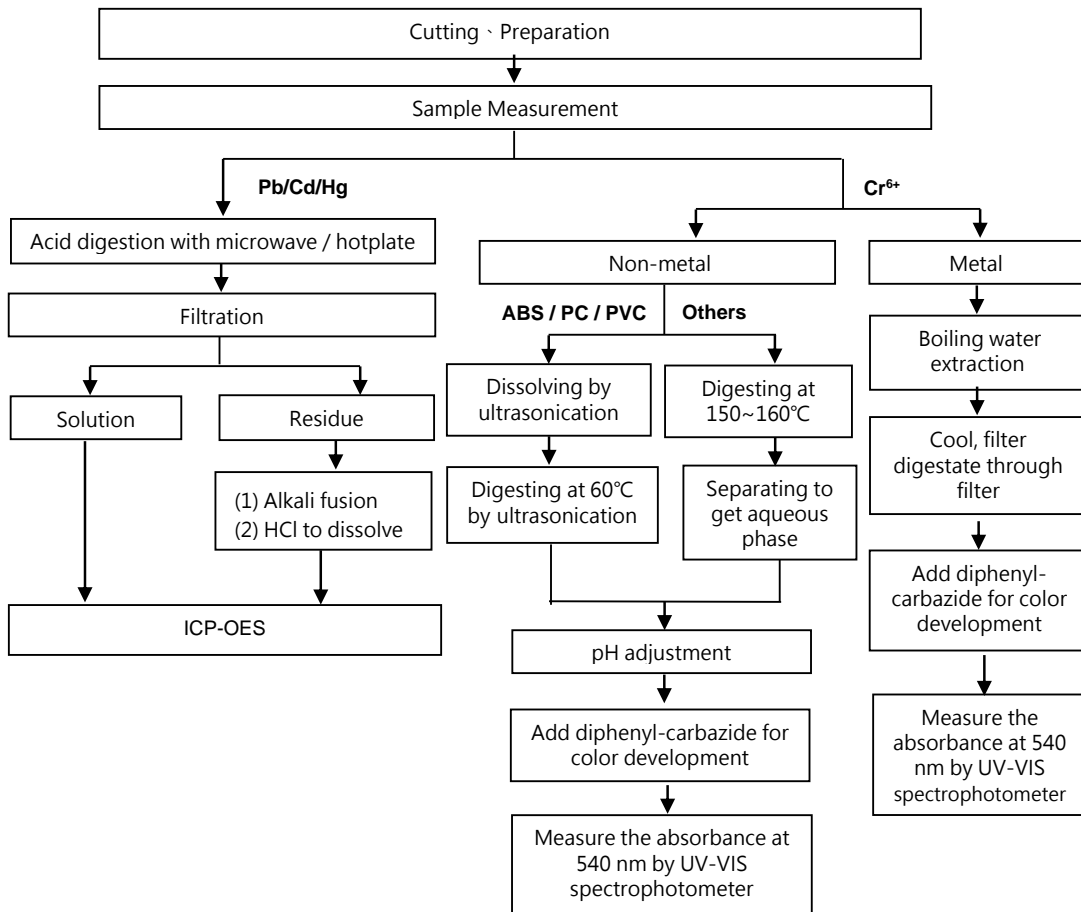 Cutting、Preparation
Sample Measurement
Pb/Cd/Hg
Cr⁶⁺
Acid digestion with microwave / hotplate
Filtration
Solution
Residue
(1) Alkali fusion
(2) HCl to dissolve
ICP-OES
Non-metal
ABS / PC / PVC
Others
Dissolving by
ultrasonication
Digesting at 60℃
by ultrasonication
Digesting at
150~160℃
Separating to
get aqueous
phase
pH adjustment
Add diphenyl-carbazide for
color development
Measure the absorbance at
540 nm by UV-VIS
spectrophotometer
Metal
Boiling water
extraction
Cool, filter
digestate through
filter
Add diphenyl-
carbazide for color
development
Measure the
absorbance at 540
nm by UV-VIS
spectrophotometer